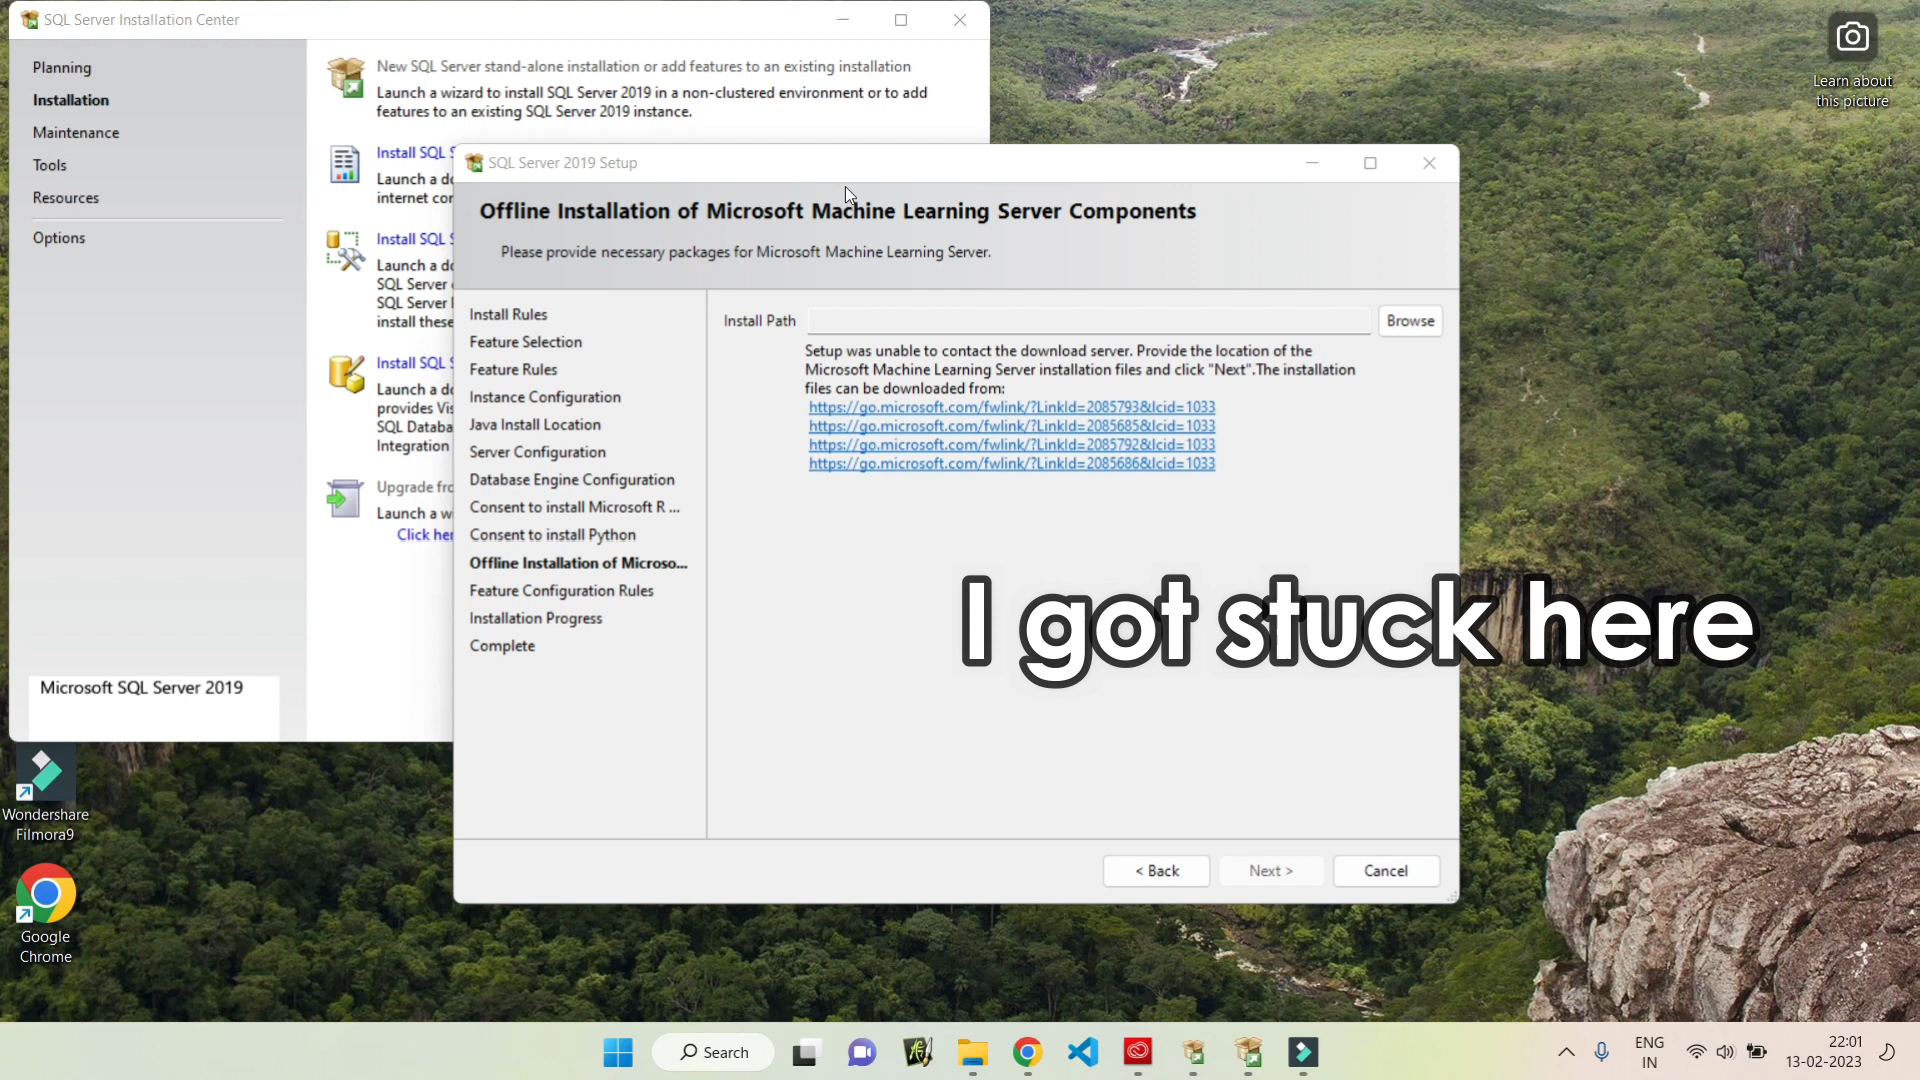 SQL Server Installation Center
Planning
Installation
Maintenance
Tools
Resources
Options
Microsoft SQL Server 2019
New SQL Server stand-alone installation or add features to an existing installation
Launch a wizard to install SQL Server 2019 in a non-clustered environment or to add
features to an existing SQL Server 2019 instance.
Install SQL
Launch a
internet
Install SQL
Launch a
SQL Server
SQL Server
install these
Install SQL
Launch a
provides
SQL
Integration
Upgrade
Launch a
Click
SQL Server 2019 Setup
Offline Installation of Microsoft Machine Learning Server Components
Please provide necessary packages for Microsoft Machine Learning Server.
Install Rules
Feature Selection
Feature Rules
Instance Configuration
Java Install Location
Server Configuration
Database Engine Configuration
Consent to install Microsoft R ...
Consent to install Python
Offline Installation of Microso...
Feature Configuration Rules
Installation Progress
Complete
Install Path
Browse
Setup was unable to contact the download server. Provide the location of the
Microsoft Machine Learning Server installation files and click "Next".The installation
files can be downloaded from:
https://go.microsoft.com/fwlink/?LinkId=2085793&lcid=1033
https://go.microsoft.com/fwlink/?LinkId=2085685&lcid=1033
https://go.microsoft.com/fwlink/?LinkId=2085792&lcid=1033
https://go.microsoft.com/fwlink/?LinkId=2085686&lcid=1033
I got stuck here
< Back
Next >
Cancel
Learn about
this picture
Wondershare
Filmora9
Google
Chrome
Search
ENG
IN
22:01
13-02-2023